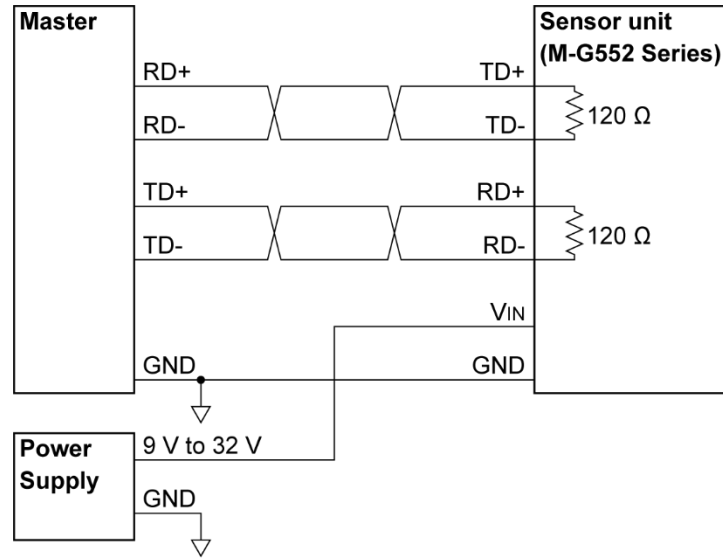 Master
Sensor unit
(M-G552 Series)
RD+
TD+
120 Ω
RD-
TD-
TD+
RD+
120 Ω
TD-
RD-
VIN
GND
GND
Power
Supply
9 V to 32 V
GND